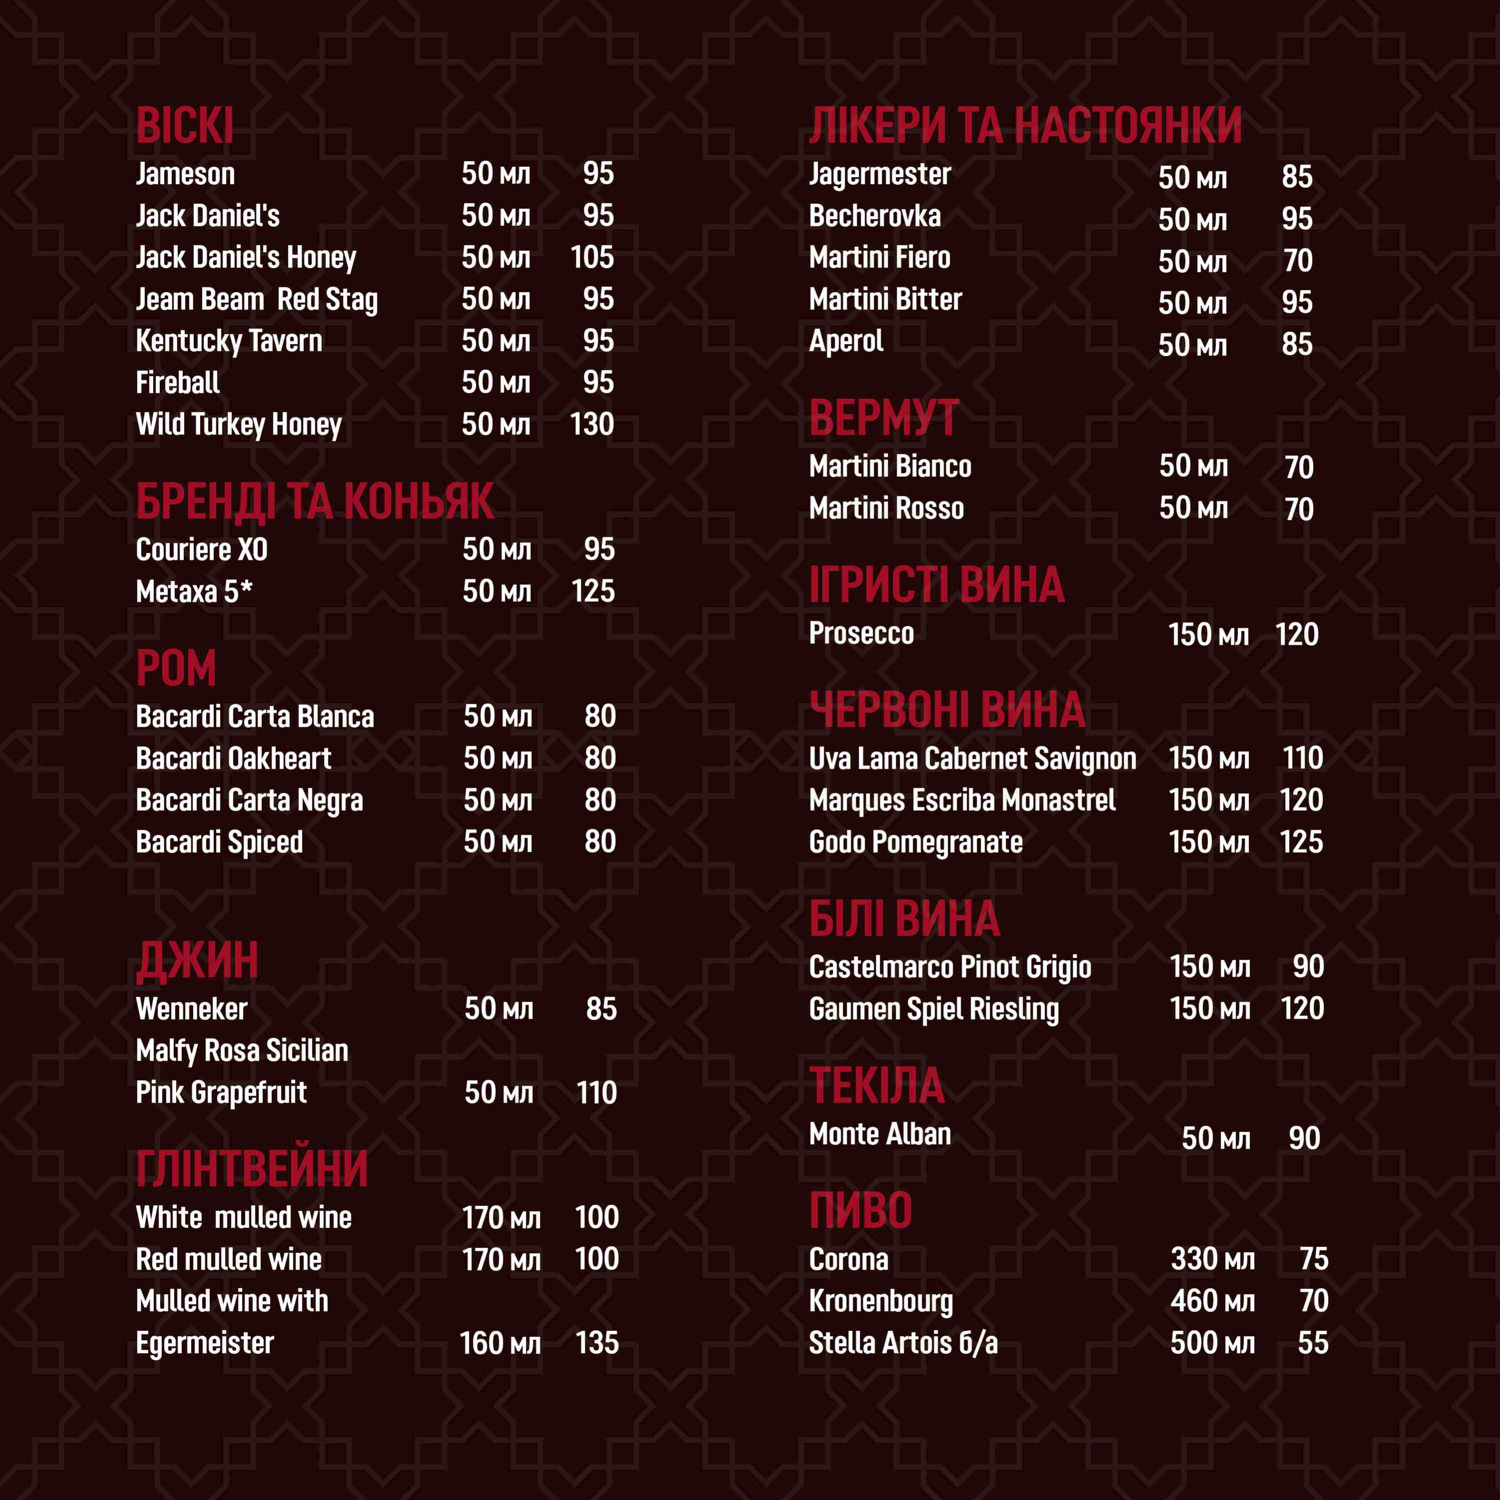 ВІСКІ
Jameson 50 мл 95
Jack Daniel's 50 мл 95
Jack Daniel's Honey 50 мл 105
Jeam Beam Red Stag 50 мл 95
Kentucky Tavern 50 мл 95
Fireball 50 мл 95
Wild Turkey Honey 50 мл 130
БРЕНДІ ТА КОНЬЯК
Couriere XO 50 мл 95
Metaxa 5* 50 мл 125
РОМ
Bacardi Carta Blanca 50 мл 80
Bacardi Oakheart 50 мл 80
Bacardi Carta Negra 50 мл 80
Bacardi Spiced 50 мл 80
ДЖИН
Wenneker 50 мл 85
Malfy Rosa Sicilian
Pink Grapefruit 50 мл 110
ГЛІНТВЕЙНИ
White mulled wine 170 мл 100
Red mulled wine 170 мл 100
Mulled wine with
Egermeister 160 мл 135
ЛІКЕРИ ТА НАСТОЯНКИ
Jagermester 50 мл 85
Becherovka 50 мл 95
Martini Fiero 50 мл 70
Martini Bitter 50 мл 95
Aperol 50 мл 85
ВЕРМУТ
Martini Bianco 50 мл 70
Martini Rosso 50 мл 70
ІГРИСТІ ВИНА
Prosecco 150 мл 120
ЧЕРВОНІ ВИНА
Uva Lama Cabernet Savignon 150 мл 110
Marques Escriba Monastrel 150 мл 120
Godo Pomegranate 150 мл 125
БІЛІ ВИНА
Castelmarco Pinot Grigio 150 мл 90
Gaumen Spiel Riesling 150 мл 120
ТЕКІЛА
Monte Alban 50 мл 90
ПИВО
Corona 330 мл 75
Kronenbourg 460 мл 70
Stella Artois б/а 500 мл 55